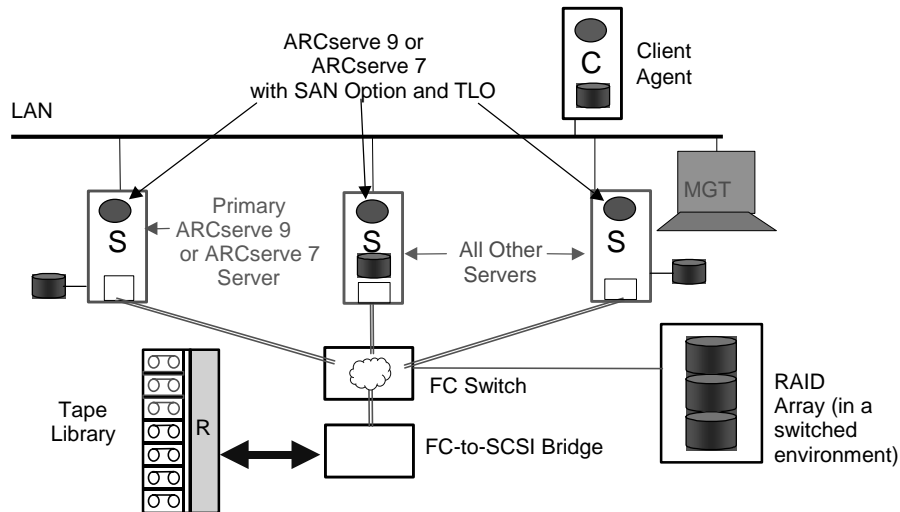 ARCserve 9 or
ARCserve 7
with SAN Option and TLO
C
Client
Agent
LAN
MGT
S
Primary
ARCserve 9
or ARCserve 7
Server
S
All Other
Servers
S
FC Switch
RAID
Array (in a
switched
environment)
Tape
Library
R
FC-to-SCSI Bridge